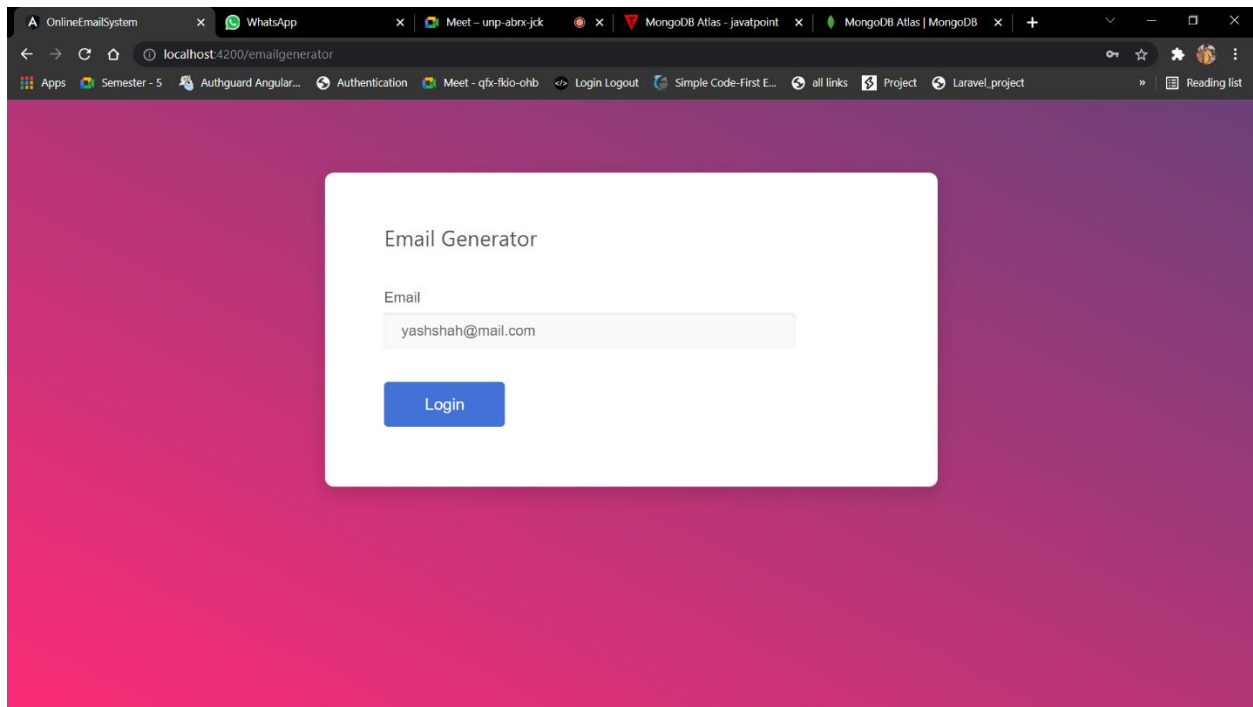 OnlineEmailSystem
WhatsApp
Meet – unp-abrx-jck
MongoDB Atlas - javatpoint
MongoDB Atlas | MongoDB
localhost:4200/emailgenerator
Apps
Semester - 5
Authguard Angular...
Authentication
Meet - qfx-fkio-ohb
Login Logout
Simple Code-First E...
all links
Project
Laravel_project
»
Reading list
Email Generator
Email
yashshah@mail.com
Login